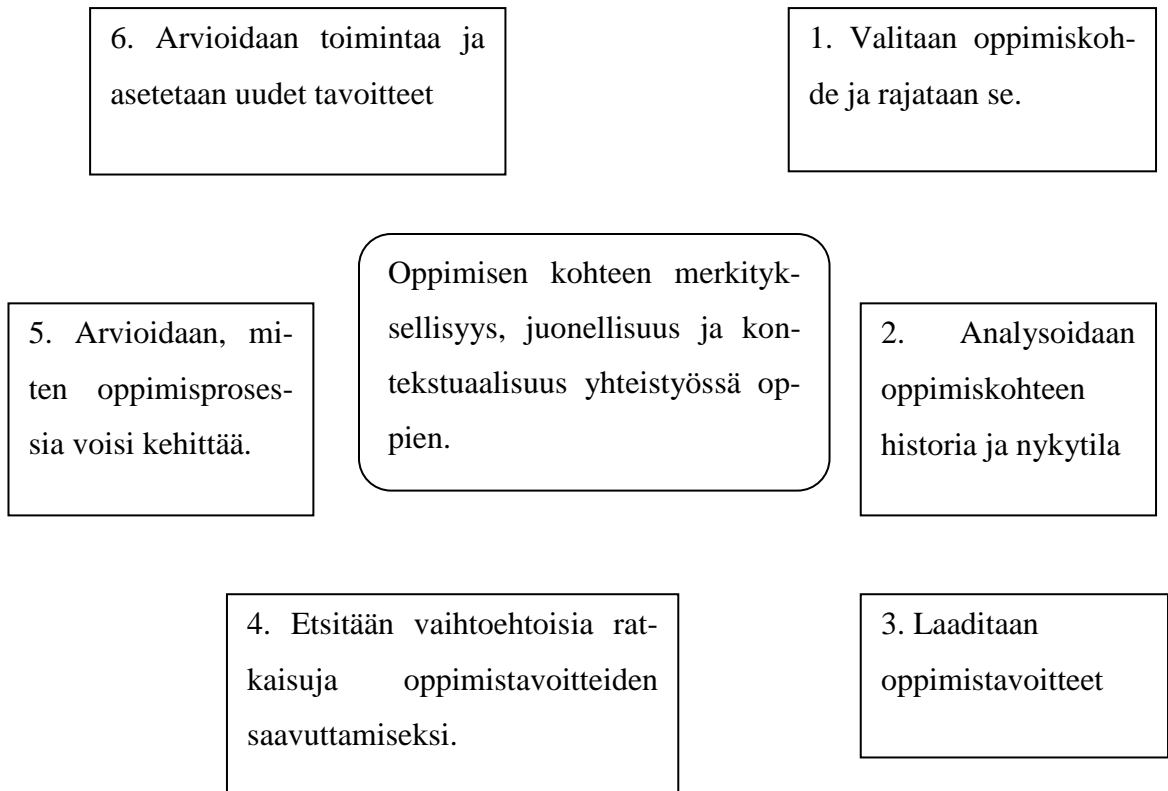 6. Arvioidaan toimintaa ja
asetetaan uudet tavoitteet
1. Valitaan oppimiskoh-
de ja rajataan se.
Oppimisen kohteen merkityk-
sellisyys, juonellisuus ja kon-
tekstuaalisuus yhteistyössä op-
pien.
5. Arvioidaan, mi-
ten oppimisproses-
sia voisi kehittää.
2. Analysoidaan
oppimiskohteen
historia ja nykytila
4. Etsitään vaihtoehtoisia rat-
kaisuja oppimistavoitteiden
saavuttamiseksi.
3. Laaditaan
oppimistavoitteet